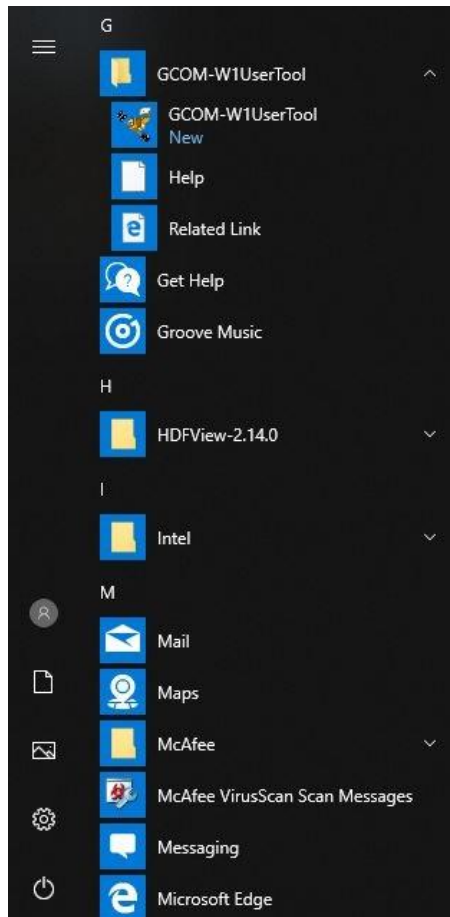 G
GCOM-W1UserTool
GCOM-W1UserTool
New
Help
Related Link
Get Help
Groove Music
H
HDFView-2.14.0
I
Intel
M
Mail
Maps
McAfee
McAfee VirusScan Scan Messages
Messaging
Microsoft Edge